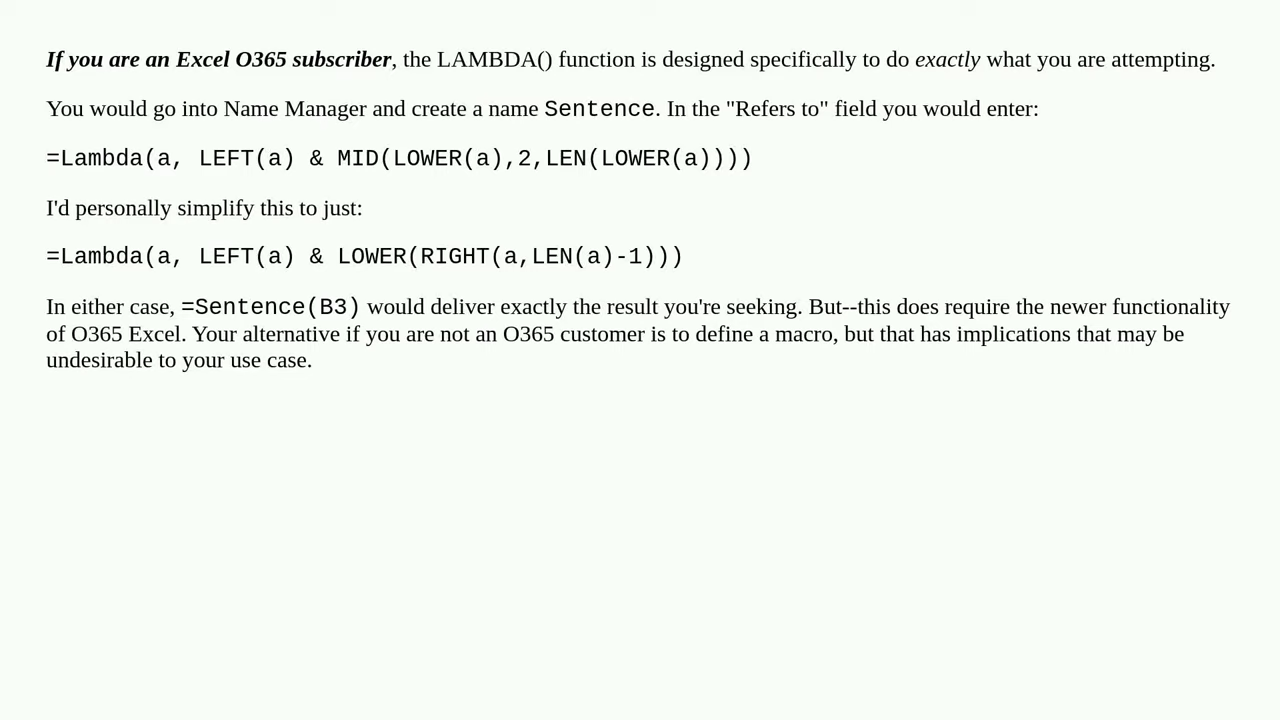 If you are an Excel O365 subscriber, the LAMBDA() function is designed specifically to do exactly what you are attempting.
You would go into Name Manager and create a name Sentence. In the "Refers to" field you would enter:
=Lambda(a, LEFT(a) & MID(LOWER(a),2,LEN(LOWER(a))))
I'd personally simplify this to just:
=Lambda(a, LEFT(a) & LOWER(RIGHT(a,LEN(a)-1)))
In either case, =Sentence(B3) would deliver exactly the result you're seeking. But--this does require the newer functionality
of O365 Excel. Your alternative if you are not an O365 customer is to define a macro, but that has implications that may be
undesirable to your use case.